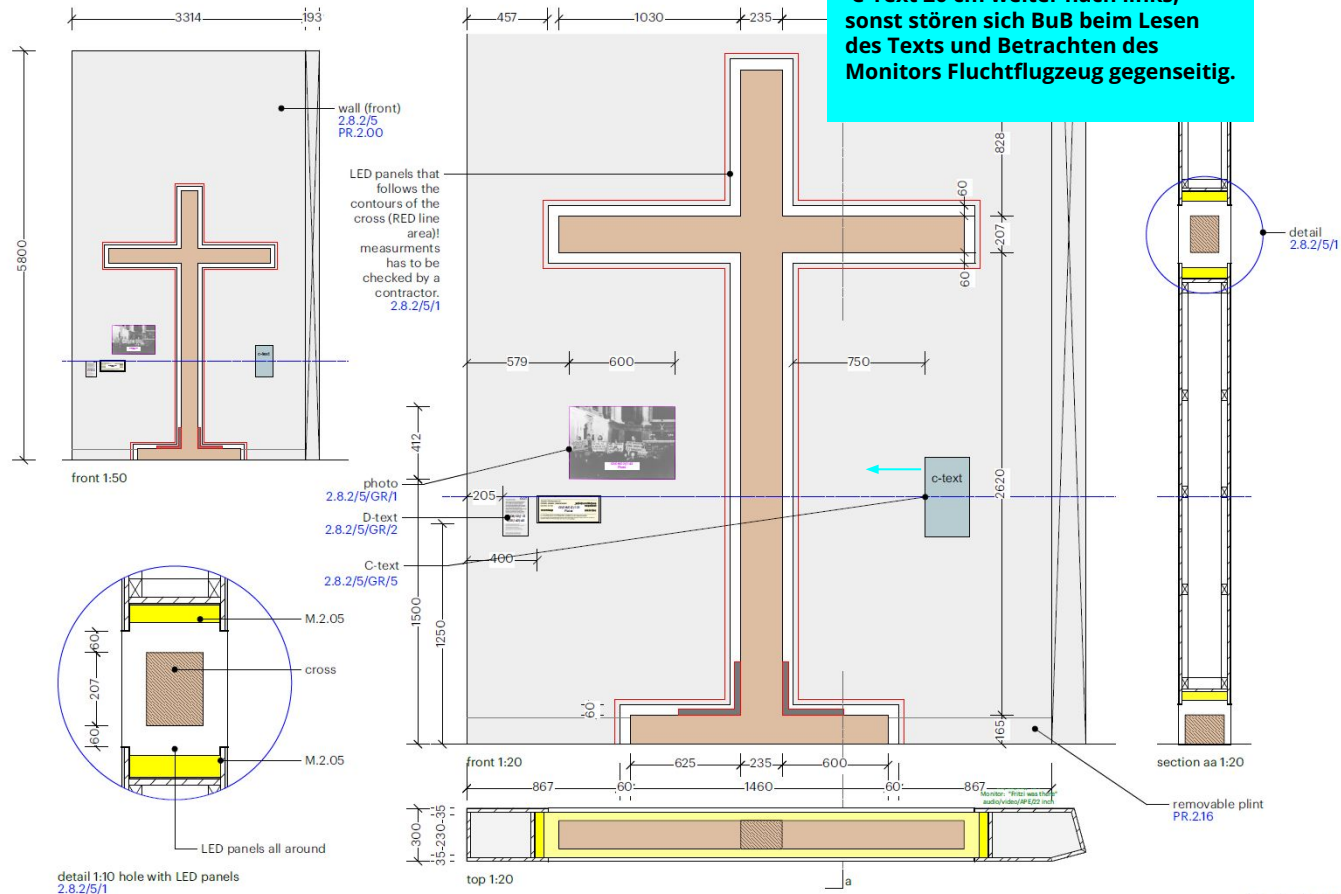 C-Text 20 cm weiter nach links,
sonst stören sich BuB beim Lesen
des Texts und Betrachten des
Monitors Fluchtflugzeug gegenseitig.
3314
193
5800
wall (front)
2.8.2/5
PR.2.00
c-text
front 1:50
457
1030
235
LED panels that
follows the
contours of the
cross (RED line
area)!
measurments
has to be
checked by a
contractor.
2.8.2/5/1
828
60
207
60
579
600
750
412
205
400
1500
1250
2620
165
60
photo
2.8.2/5/GR/1
D-text
2.8.2/5/GR/2
C-text
2.8.2/5/GR/5
c-text
detail
2.8.2/5/1
section aa 1:20
M.2.05
cross
60
207
60
M.2.05
LED panels all around
detail 1:10 hole with LED panels
2.8.2/5/1
front 1:20
625
235
600
867
60
1460
60
867
Monitor: "Fritzi was there"
audio/video/APE/22 inch
300
35-230-35
top 1:20
a
removable plint
PR.2.16